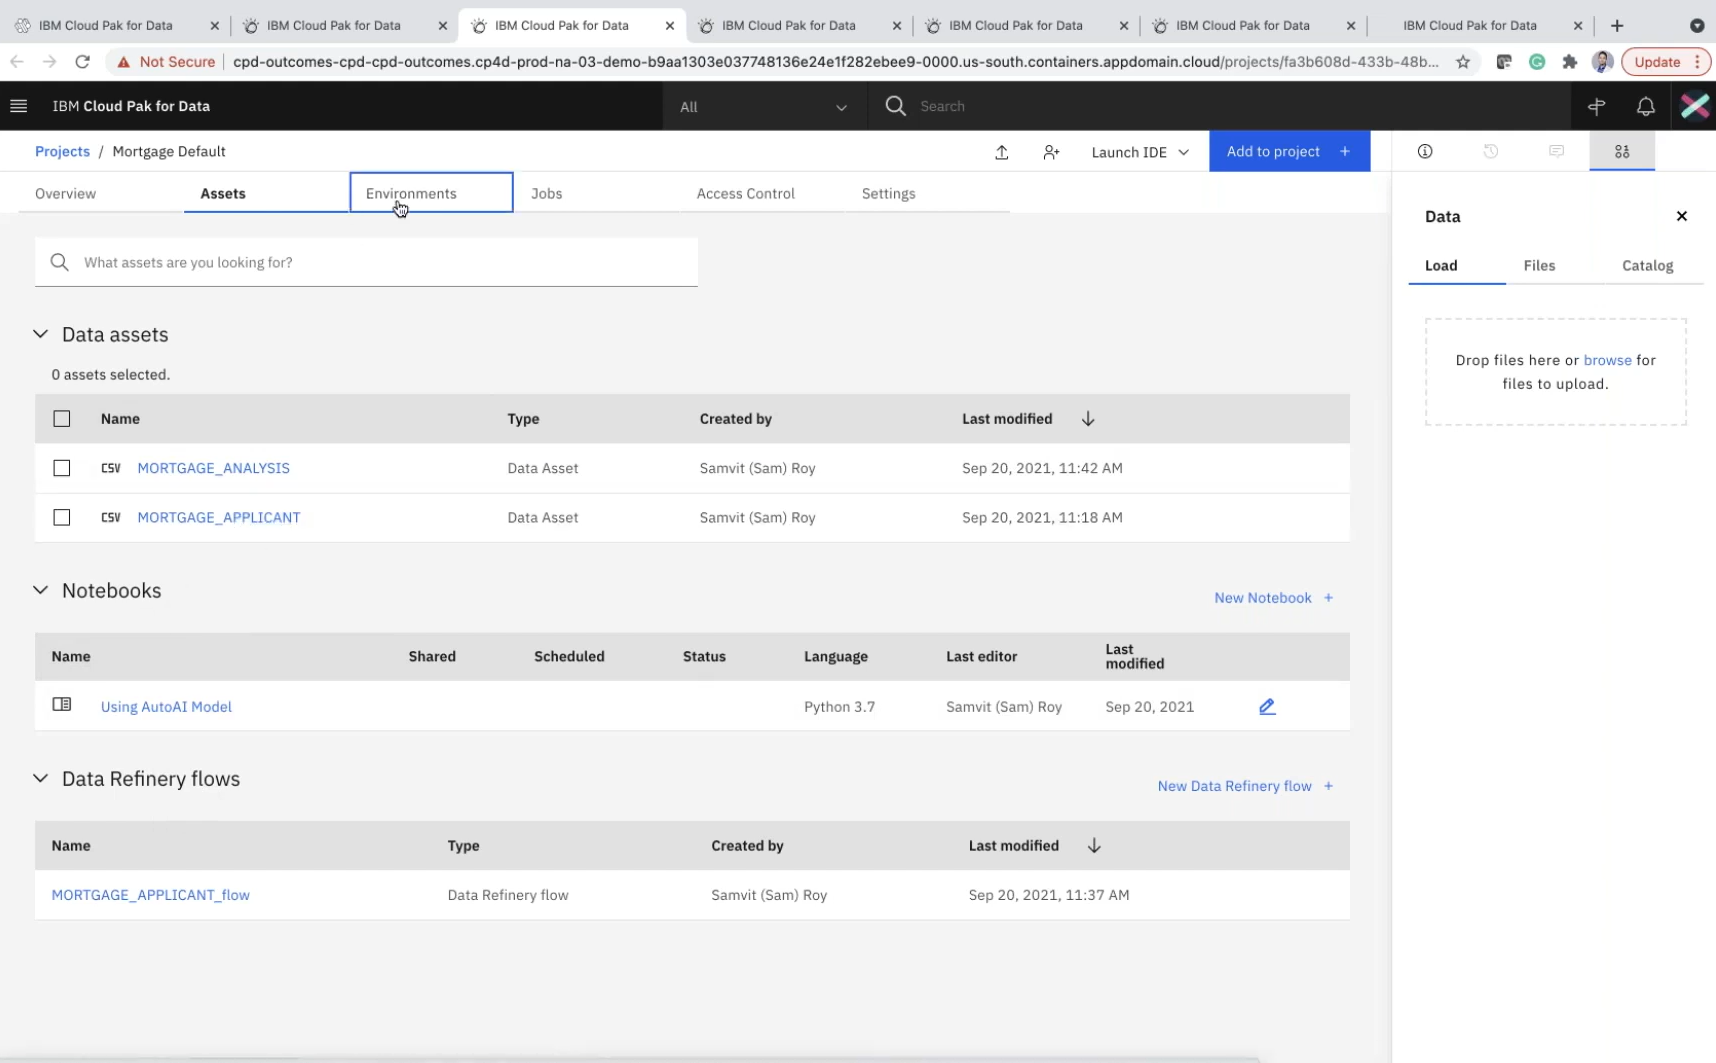 IBM Cloud Pak for Data
IBM Cloud Pak for Data
IBM Cloud Pak for Data
IBM Cloud Pak for Data
IBM Cloud Pak for Data
IBM Cloud Pak for Data
IBM Cloud Pak for Data
Not Secure
cpd-outcomes-cpd-cpd-outcomes.cp4d-prod-na-03-demo-b9aa1303e037748136e24e1f282ebee9-0000.us-south.containers.appdomain.cloud/projects/fa3b608d-433b-48b...
Update
IBM Cloud Pak for Data
All
Search
Projects / Mortgage Default
Launch IDE
Add to project +
Overview
Assets
Environments
Jobs
Access Control
Settings
What assets are you looking for?
Data assets
0 assets selected.
Name Type Created by Last modified
CSV MORTGAGE_ANALYSIS Data Asset Samvit (Sam) Roy Sep 20, 2021, 11:42 AM
CSV MORTGAGE_APPLICANT Data Asset Samvit (Sam) Roy Sep 20, 2021, 11:18 AM
Notebooks
New Notebook +
Name Shared Scheduled Status Language Last editor Last
modified
Using AutoAI Model Python 3.7 Samvit (Sam) Roy Sep 20, 2021
Data Refinery flows
New Data Refinery flow +
Name Type Created by Last modified
MORTGAGE_APPLICANT_flow Data Refinery flow Samvit (Sam) Roy Sep 20, 2021, 11:37 AM
Data
Load
Files
Catalog
Drop files here or browse for
files to upload.